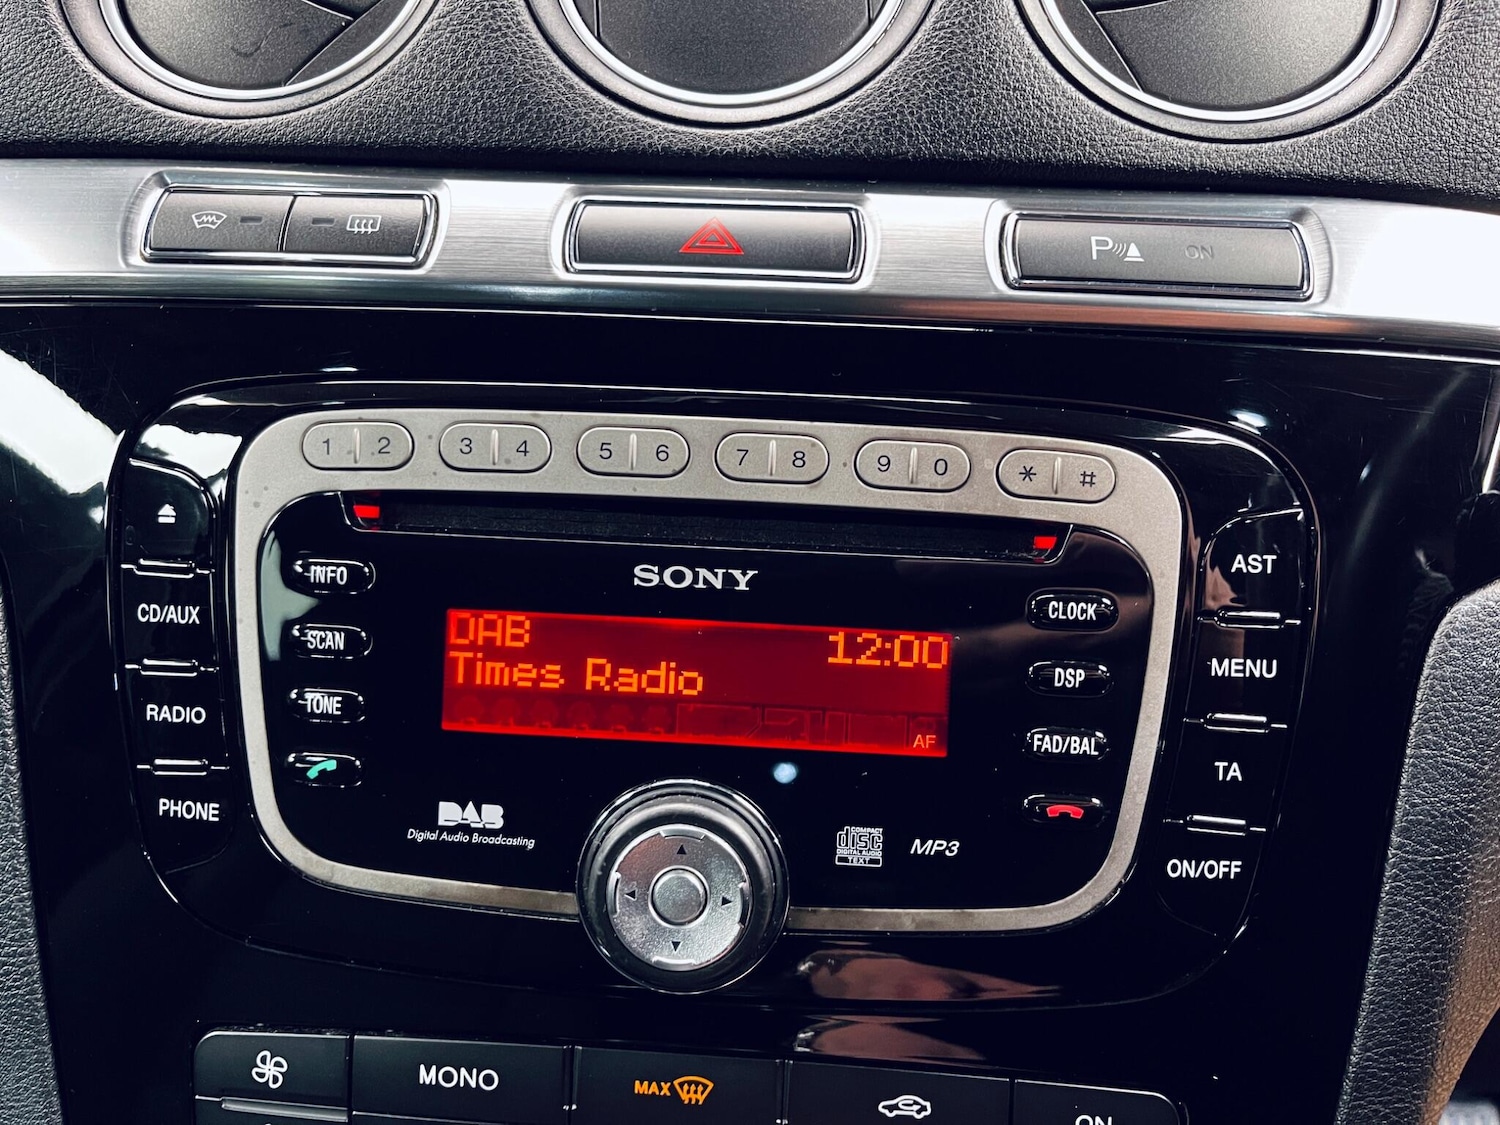 P ON
1 2 3 4 5 6 7 8 9 0 * #
SONY
INFO
SCAN
TONE
CD/AUX
RADIO
PHONE
DAB 12:00
Times Radio
AF
CLOCK
DSP
FAD/BAL
AST
MENU
TA
ON/OFF
DAB
Digital Audio Broadcasting
COMPACT
disc
DIGITAL AUDIO
TEXT
MP3
MONO
MAX
ON